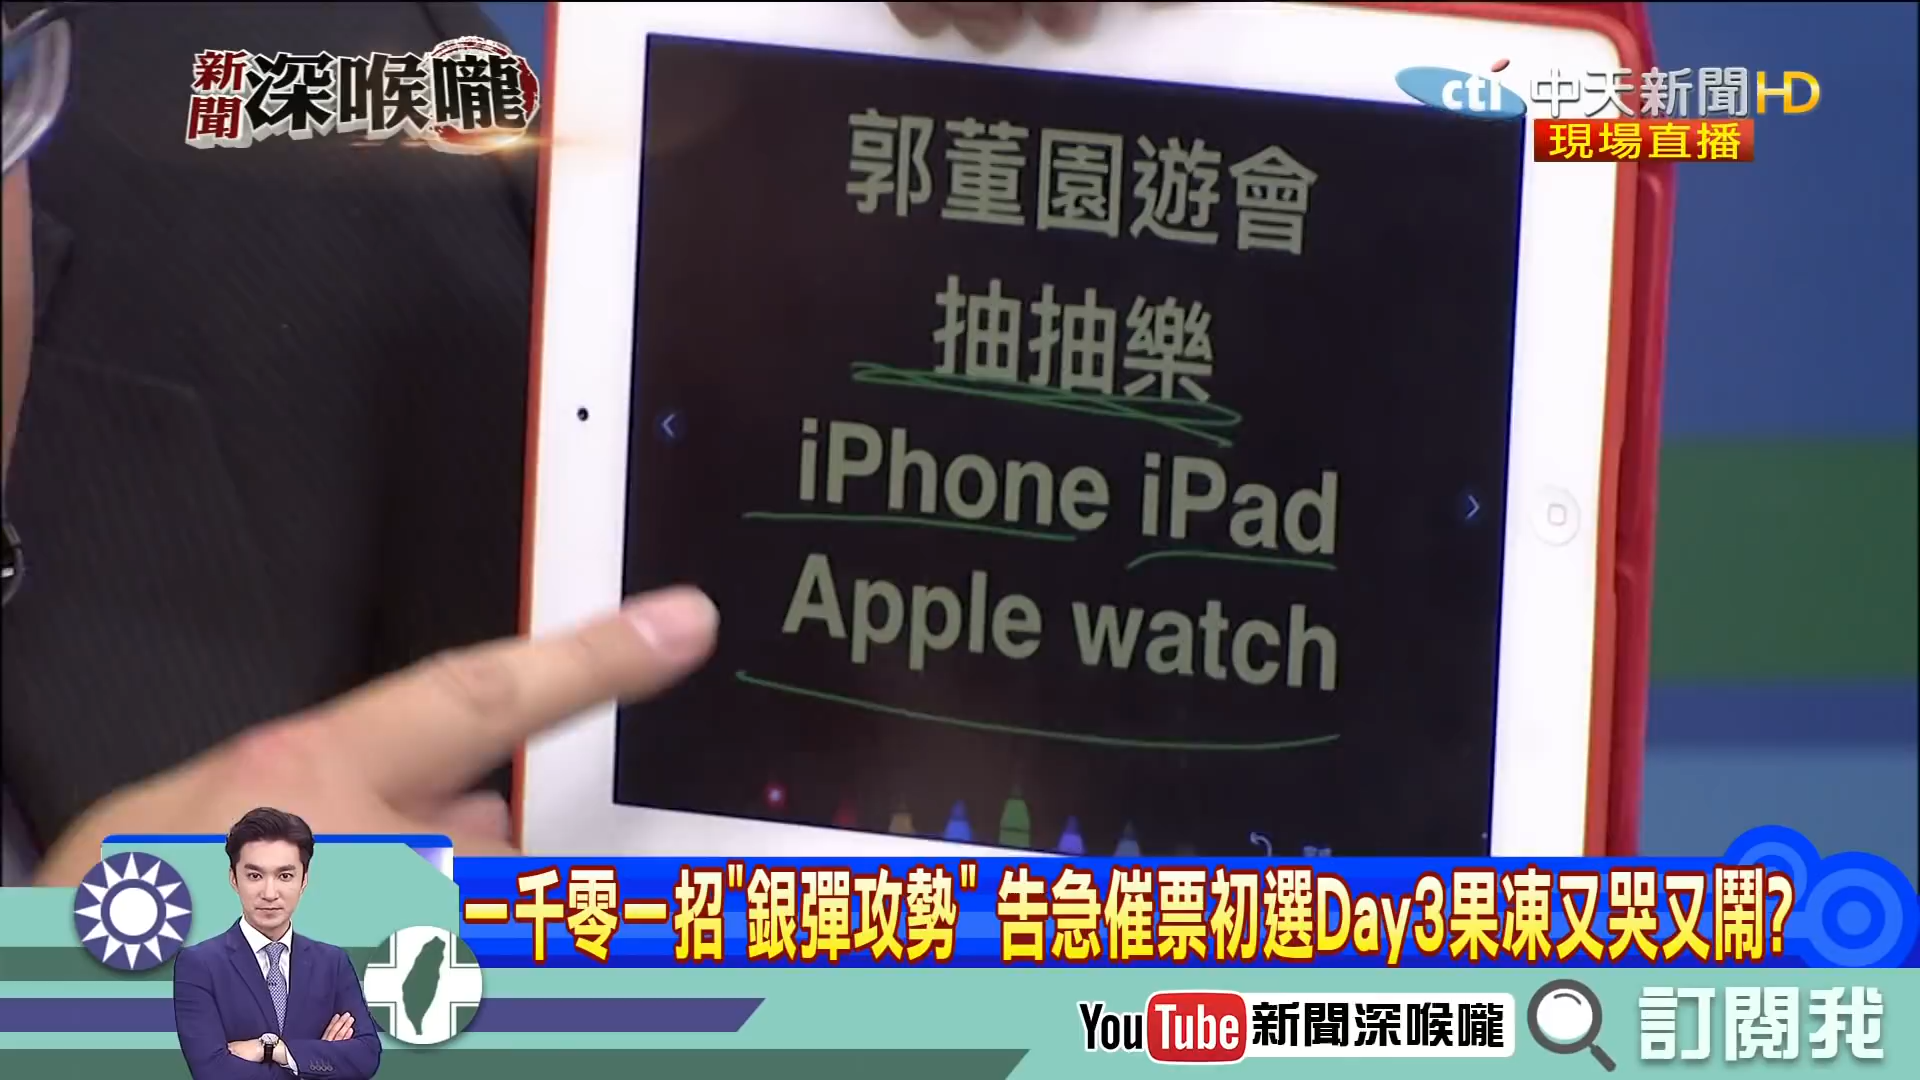 新聞深喉嚨
cti 中天新聞HD
現場直播
郭董園遊會
抽抽樂
iPhone iPad
Apple watch
一千零一招"銀彈攻勢" 告急催票初選Day3果凍又哭又鬧?
YouTube 新聞深喉嚨
訂閱我